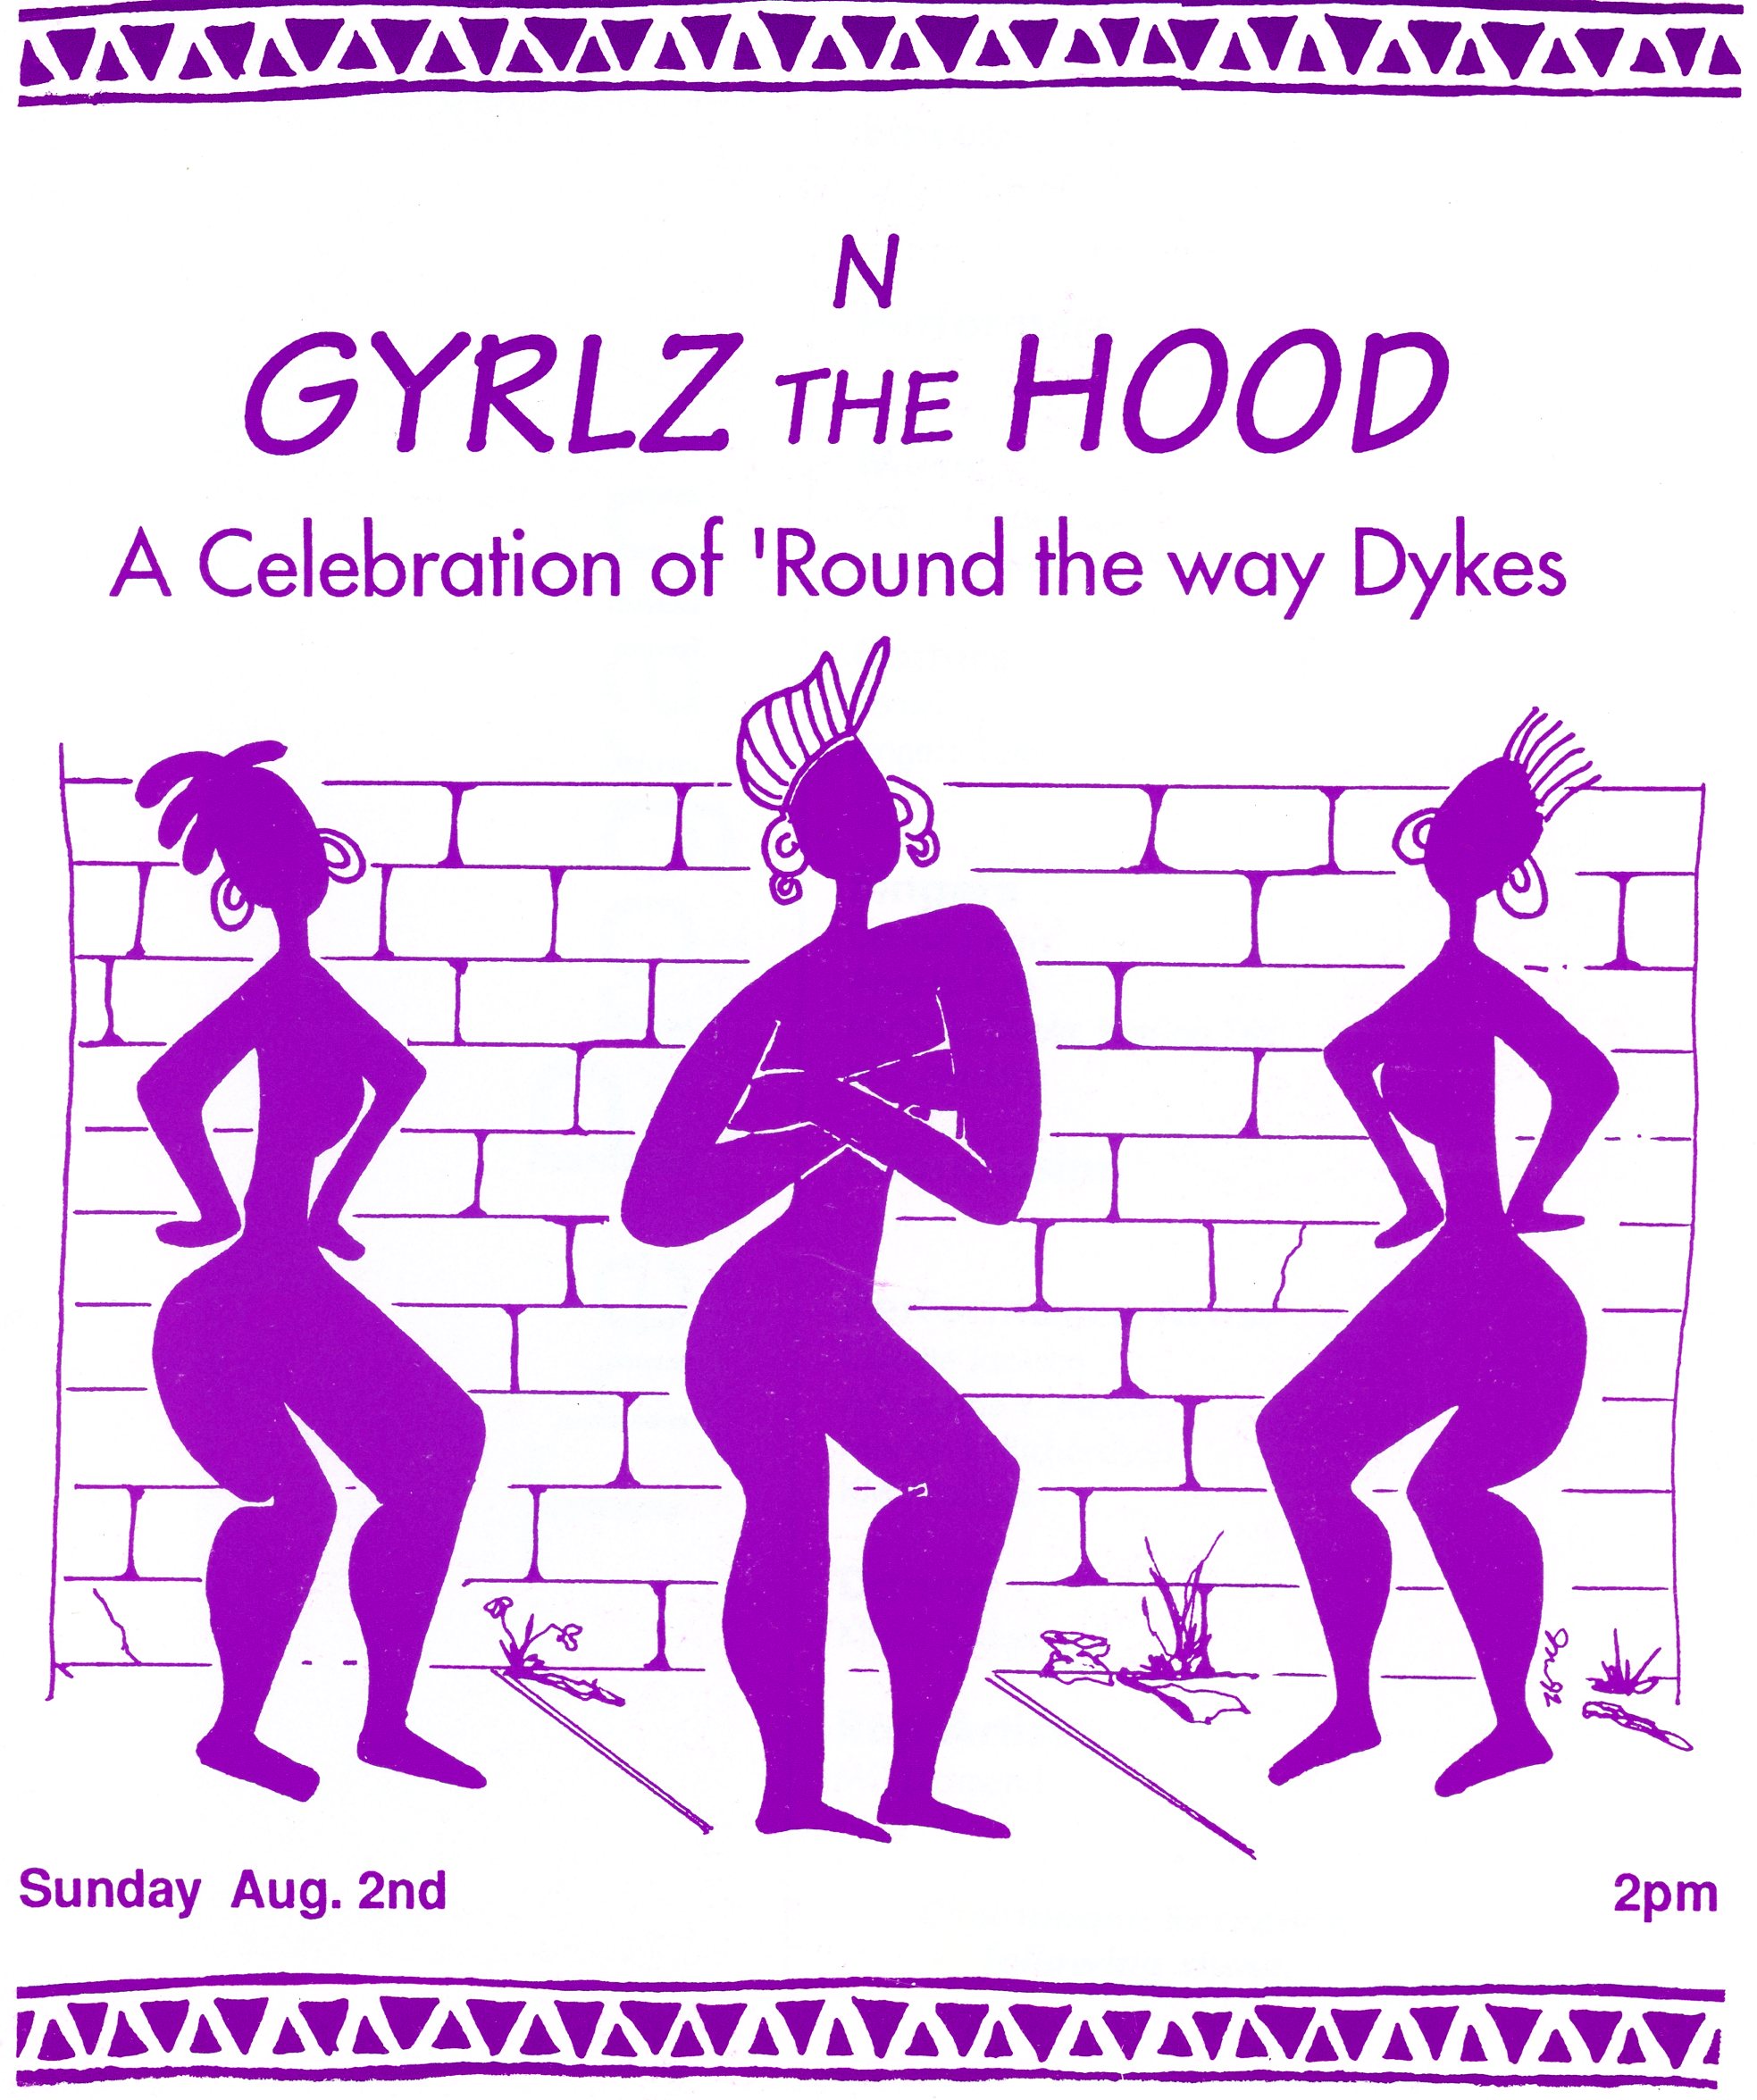 N
GYRLZ THE HOOD
A Celebration of 'Round the way Dykes
Sunday Aug. 2nd
2pm